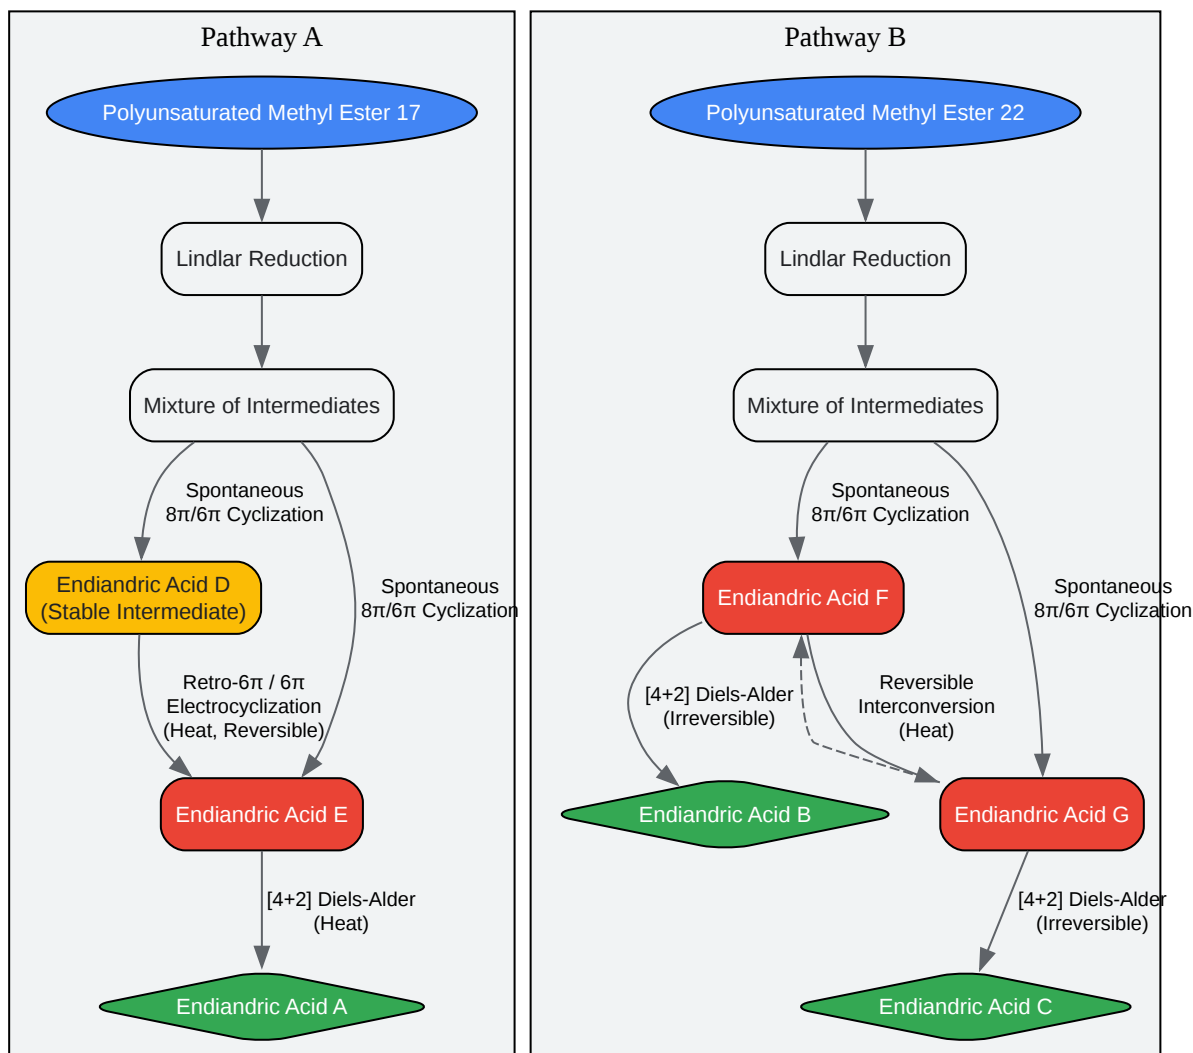 Pathway A
Polyunsaturated Methyl Ester 17
Lindlar Reduction
Mixture of Intermediates
Spontaneous
8π/6π Cyclization
Endiandric Acid D
(Stable Intermediate)
Spontaneous
8π/6π Cyclization
Retro-6π / 6π
Electrocyclization
(Heat, Reversible)
Endiandric Acid E
[4+2] Diels-Alder
(Heat)
Endiandric Acid A
Pathway B
Polyunsaturated Methyl Ester 22
Lindlar Reduction
Mixture of Intermediates
Spontaneous
8π/6π Cyclization
Endiandric Acid F
Spontaneous
8π/6π Cyclization
[4+2] Diels-Alder
(Irreversible)
Reversible
Interconversion
(Heat)
Endiandric Acid B
Endiandric Acid G
[4+2] Diels-Alder
(Irreversible)
Endiandric Acid C